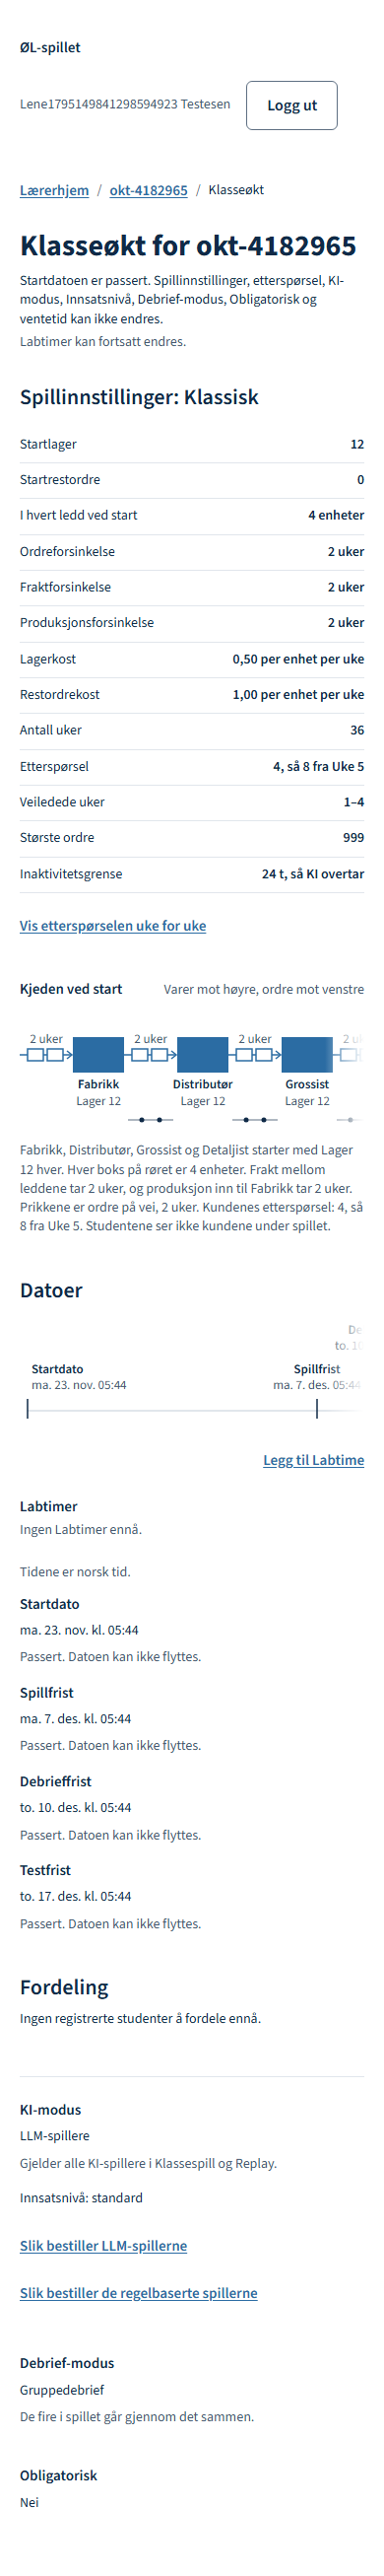 ØL-spillet
Lene1795149841298594923 Testesen
Logg ut
Lærerhjem / okt-4182965 / Klasseøkt
Klasseøkt for okt-4182965
Startdatoen er passert. Spillinnstillinger, etterspørsel, KI-
modus, Innsatsnivå, Debrief-modus, Obligatorisk og
ventetid kan ikke endres.
Labtimer kan fortsatt endres.
Spillinnstillinger: Klassisk
Startlager 12
Startrestordre 0
I hvert ledd ved start 4 enheter
Ordreforsinkelse 2 uker
Fraktforsinkelse 2 uker
Produksjonsforsinkelse 2 uker
Lagerkost 0,50 per enhet per uke
Restordrekost 1,00 per enhet per uke
Antall uker 36
Etterspørsel 4, så 8 fra Uke 5
Veiledede uker 1–4
Største ordre 999
Inaktivitetsgrense 24 t, så KI overtar
Vis etterspørselen uke for uke
Kjeden ved start Varer mot høyre, ordre mot venstre
2 uker 2 uker 2 uker 2 u
Fabrikk Distributør Grossist
Lager 12 Lager 12 Lager 12
Fabrikk, Distributør, Grossist og Detaljist starter med Lager
12 hver. Hver boks på røret er 4 enheter. Frakt mellom
leddene tar 2 uker, og produksjon inn til Fabrikk tar 2 uker.
Prikkene er ordre på vei, 2 uker. Kundenes etterspørsel: 4, så
8 fra Uke 5. Studentene ser ikke kundene under spillet.
Datoer
De
to. 10
Startdato Spillfrist
ma. 23. nov. 05:44 ma. 7. des. 05:44
Legg til Labtime
Labtimer
Ingen Labtimer ennå.
Tidene er norsk tid.
Startdato
ma. 23. nov. kl. 05:44
Passert. Datoen kan ikke flyttes.
Spillfrist
ma. 7. des. kl. 05:44
Passert. Datoen kan ikke flyttes.
Debrieffrist
to. 10. des. kl. 05:44
Passert. Datoen kan ikke flyttes.
Testfrist
to. 17. des. kl. 05:44
Passert. Datoen kan ikke flyttes.
Fordeling
Ingen registrerte studenter å fordele ennå.
KI-modus
LLM-spillere
Gjelder alle KI-spillere i Klassespill og Replay.
Innsatsnivå: standard
Slik bestiller LLM-spillerne
Slik bestiller de regelbaserte spillerne
Debrief-modus
Gruppedebrief
De fire i spillet går gjennom det sammen.
Obligatorisk
Nei